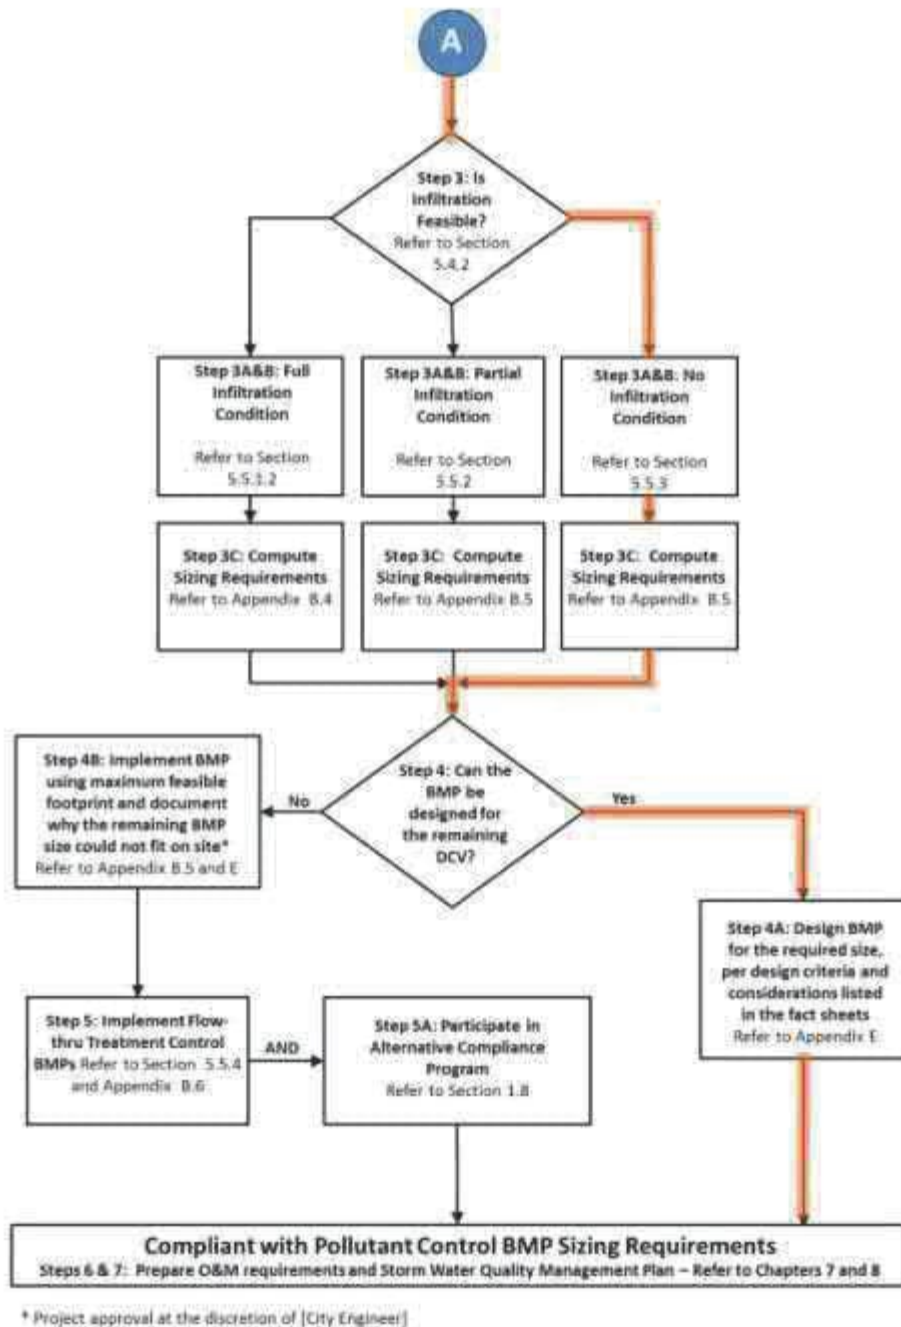 A
Step 3: Is
Infiltration
Feasible?
Refer to Section
5.4.2
Step 3A&B: Full
Infiltration
Condition
Refer to Section
5.5.1.2
Step 3A&B: Partial
Infiltration
Condition
Refer to Section
5.5.2
Step 3A&B: No
Infiltration
Condition
Refer to Section
5.5.3
Step 3C: Compute
Sizing Requirements
Refer to Appendix B.4
Step 3C: Compute
Sizing Requirements
Refer to Appendix B.5
Step 3C: Compute
Sizing Requirements
Refer to Appendix B.5
Step 4B: Implement BMP
using maximum feasible
footprint and document
why the remaining BMP
size could not fit on site*
Refer to Appendix B.5 and E
No
Step 4: Can the
BMP be
designed for
the remaining
DCV?
Yes
Step 4A: Design BMP
for the required size,
per design criteria and
considerations listed
in the fact sheets
Refer to Appendix E
Step 5: Implement Flow-
thru Treatment Control
BMPs Refer to Section 5.5.4
and Appendix B.6
AND
Step 5A: Participate in
Alternative Compliance
Program
Refer to Section 1.8
Compliant with Pollutant Control BMP Sizing Requirements
Steps 6 & 7: Prepare O&M requirements and Storm Water Quality Management Plan – Refer to Chapters 7 and 8
* Project approval at the discretion of [City Engineer]